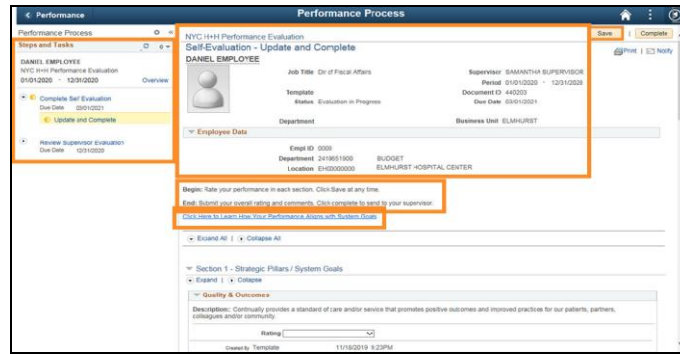 Performance
Performance Process
Performance Process
Steps and Tasks
DANIEL EMPLOYEE
NYC H+H Performance Evaluation
01/01/2020 - 12/31/2020 Overview
Complete Self Evaluation
Due Date 03/01/2021
Update and Complete
Review Supervisor Evaluation
Due Date 12/31/2020
NYC H+H Performance Evaluation
Save | Complete
Self-Evaluation - Update and Complete
Print | Notify
DANIEL EMPLOYEE
Job Title Dir of Fiscal Affairs Supervisor SAMANTHA SUPERVISOR
Period 01/01/2020 - 12/31/2020
Template Document ID 440203
Status Evaluation in Progress Due Date 03/01/2021
Department Business Unit ELMHURST
Employee Data
Empl ID 0008
Department 2419651900 BUDGET
Location EH00000000 ELMHURST HOSPITAL CENTER
Begin: Rate your performance in each section. Click Save at any time.
End: Submit your overall rating and comments. Click complete to send to your supervisor.
Click Here to Learn How Your Performance Aligns with System Goals
Expand All | Collapse All
Section 1 - Strategic Pillars / System Goals
Expand | Collapse
Quality & Outcomes
Description: Continually provides a standard of care and/or service that promotes positive outcomes and improved practices for our patients, partners,
colleagues and/or community.
Rating
Created By Template 11/18/2019 9:23PM